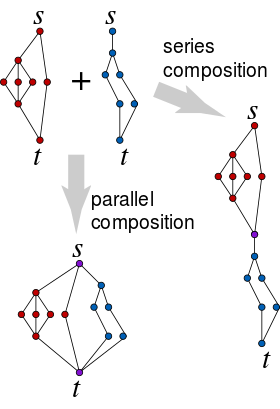 s
s
+
series
composition
t
t
s
parallel
composition
s
t
t